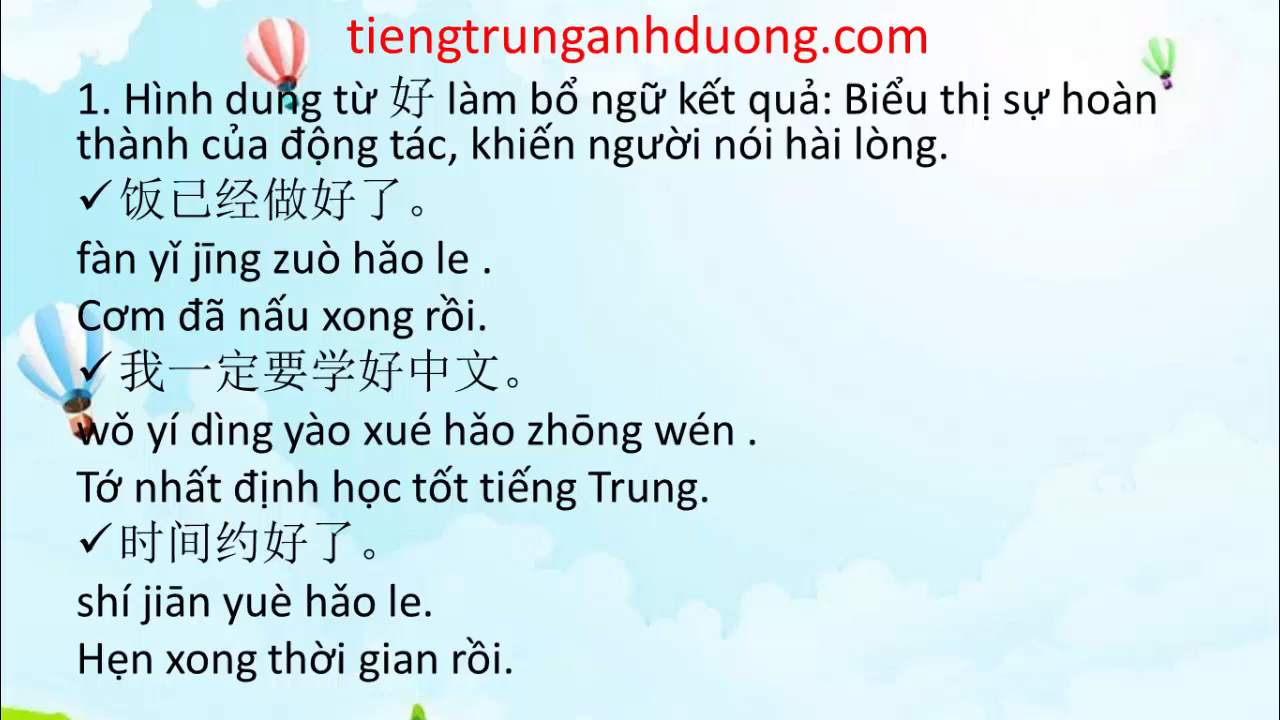 tiengtrunganhduong.com
1. Hình dung từ 好 làm bổ ngữ kết quả: Biểu thị sự hoàn
thành của động tác, khiến người nói hài lòng.
✓饭已经做好了。
fàn yǐ jīng zuò hǎo le .
Cơm đã nấu xong rồi.
✓我一定要学好中文。
wǒ yí dìng yào xué hǎo zhōng wén .
Tớ nhất định học tốt tiếng Trung.
✓时间约好了。
shí jiān yuè hǎo le.
Hẹn xong thời gian rồi.